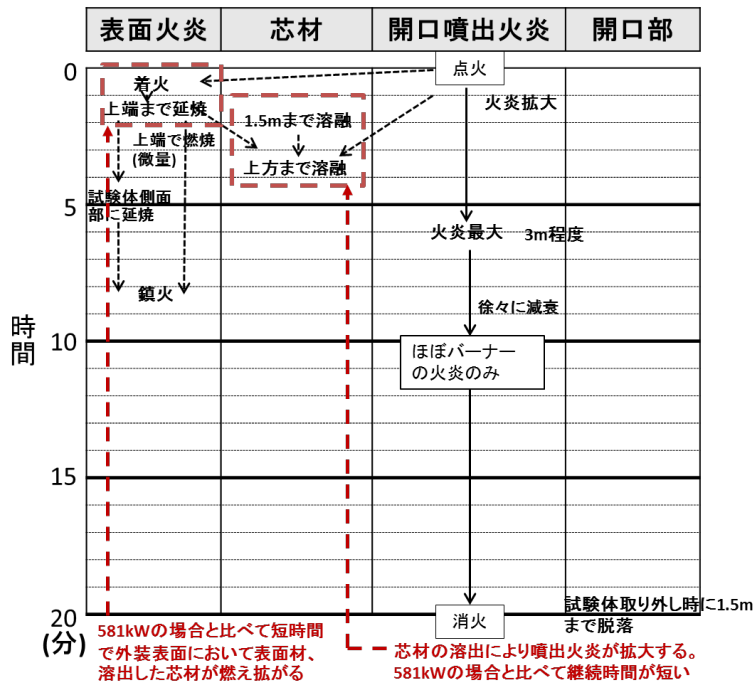 表面火炎
芯材
開口噴出火炎
開口部
0
点火
着火
上端まで延焼
火炎拡大
1.5mまで溶融
上端で燃焼
(微量)
上方まで溶融
試験体側面
部に延焼
5
火炎最大
3m程度
鎮火
徐々に減衰
時間
10
ほぼバーナー
の火炎のみ
15
試験体取り外し時に1.5m
まで脱落
20
(分)
消火
581kWの場合と比べて短時間
で外装表面において表面材、
溶出した芯材が燃え拡がる
芯材の溶出により噴出火炎が拡大する。
581kWの場合と比べて継続時間が短い